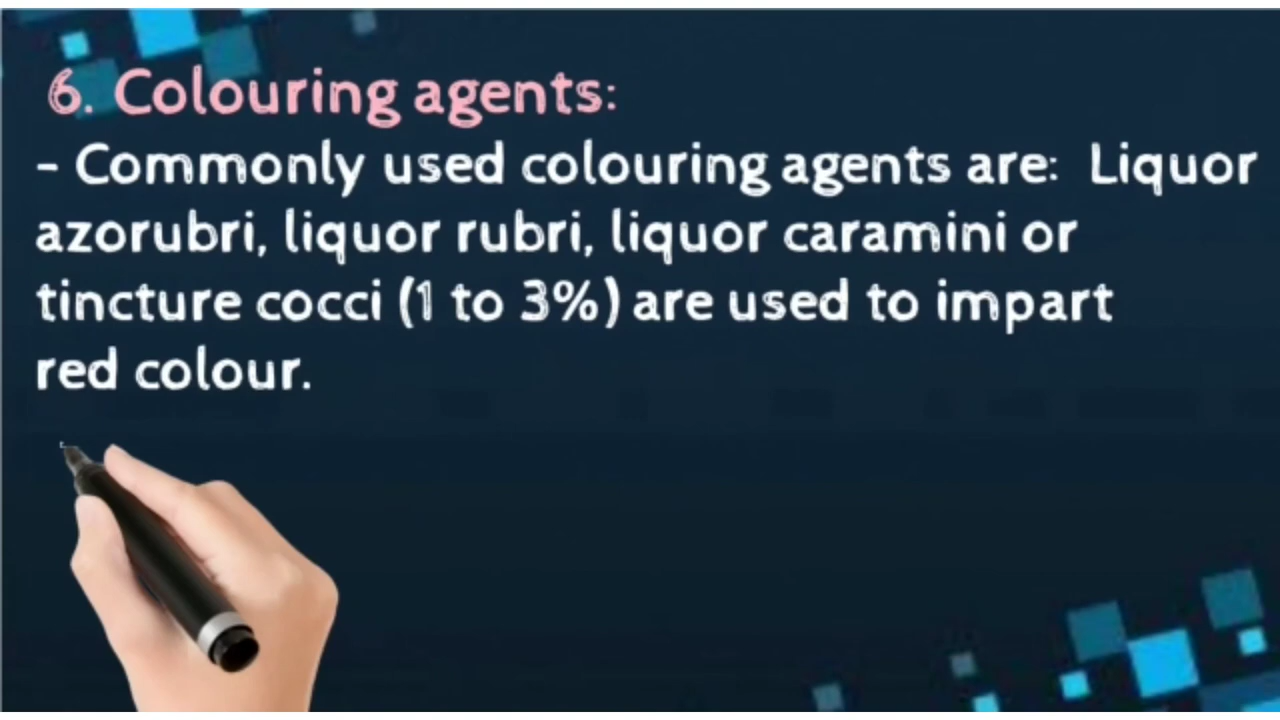 6. Colouring agents:
- Commonly used colouring agents are: Liquor
azorubri, liquor rubri, liquor caramini or
tincture cocci (1 to 3%) are used to impart
red colour.